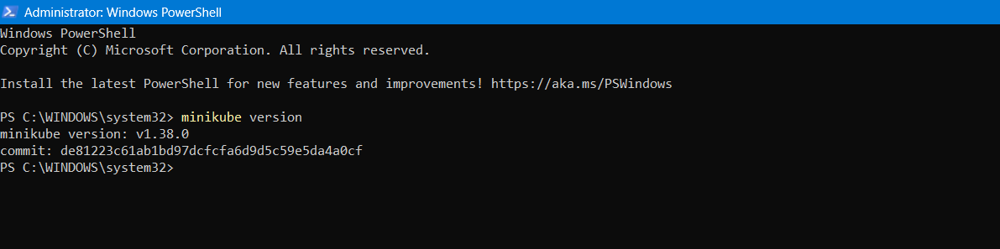 Administrator: Windows PowerShell
Windows PowerShell
Copyright (C) Microsoft Corporation. All rights reserved.
Install the latest PowerShell for new features and improvements! https://aka.ms/PSWindows
PS C:\WINDOWS\system32> minikube version
minikube version: v1.38.0
commit: de81223c61ab1bd97dcfcfa6d9d5c59e5da4a0cf
PS C:\WINDOWS\system32>